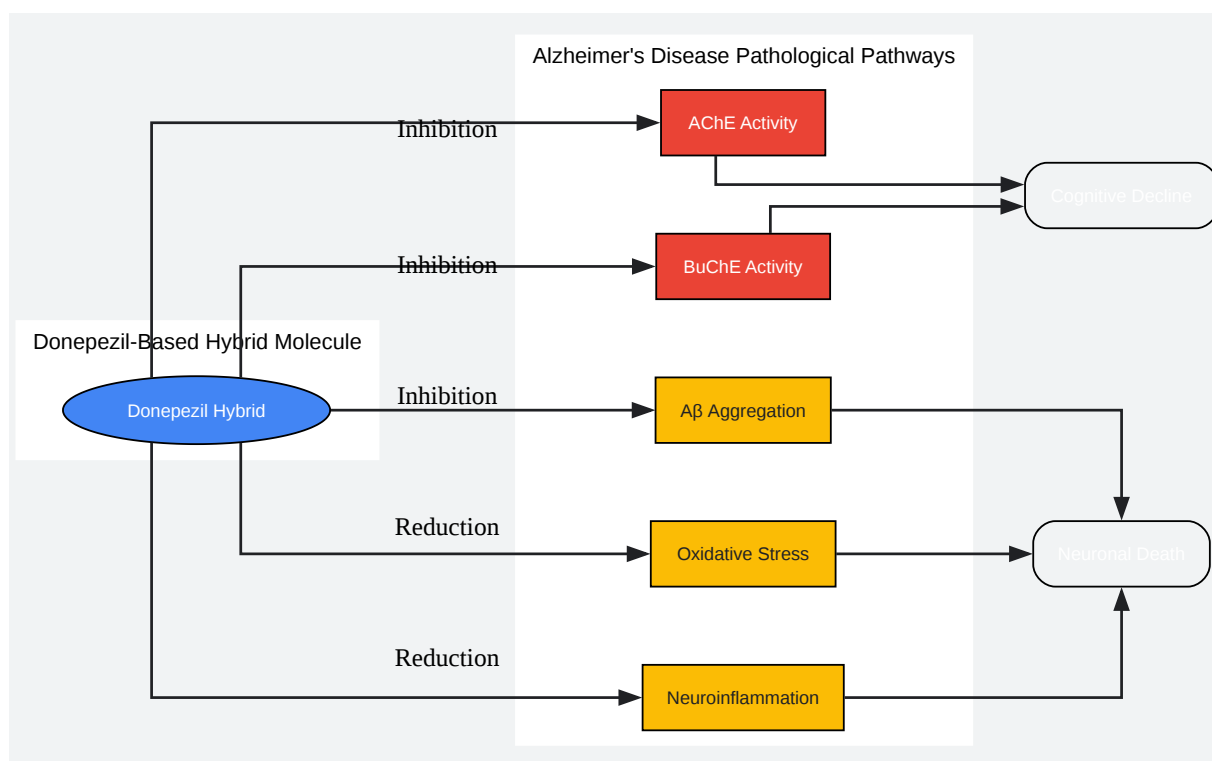 Alzheimer's Disease Pathological Pathways
Inhibition
AChE Activity
Cognitive Decline
Inhibition
BuChE Activity
Donepezil-Based Hybrid Molecule
Donepezil Hybrid
Inhibition
Aβ Aggregation
Reduction
Oxidative Stress
Neuronal Death
Reduction
Neuroinflammation